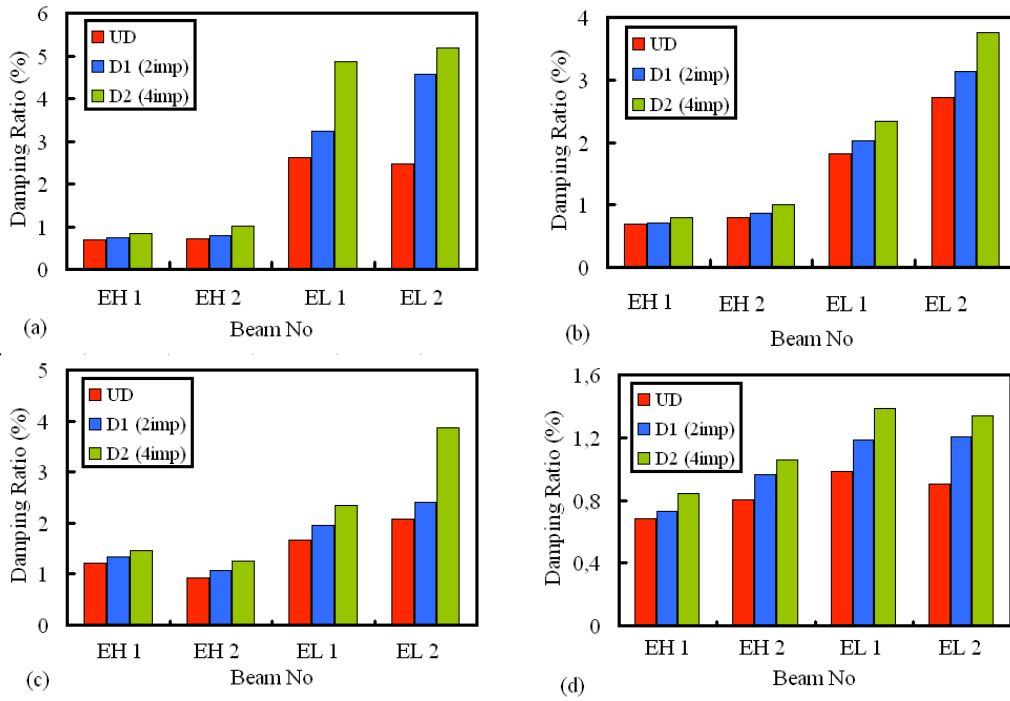 6
5
4
3
2
1
0
Damping Ratio (%)
UD
D1 (2imp)
D2 (4imp)
EH 1 EH 2 EL 1 EL 2
Beam No
(a)
4
3
2
1
0
Damping Ratio (%)
UD
D1 (2imp)
D2 (4imp)
EH 1 EH 2 EL 1 EL 2
Beam No
(b)
5
4
3
2
1
0
Damping Ratio (%)
UD
D1 (2imp)
D2 (4imp)
EH 1 EH 2 EL 1 EL 2
Beam No
(c)
1,6
1,2
0,8
0,4
0
Damping Ratio (%)
UD
D1 (2imp)
D2 (4imp)
EH 1 EH 2 EL 1 EL 2
Beam No
(d)